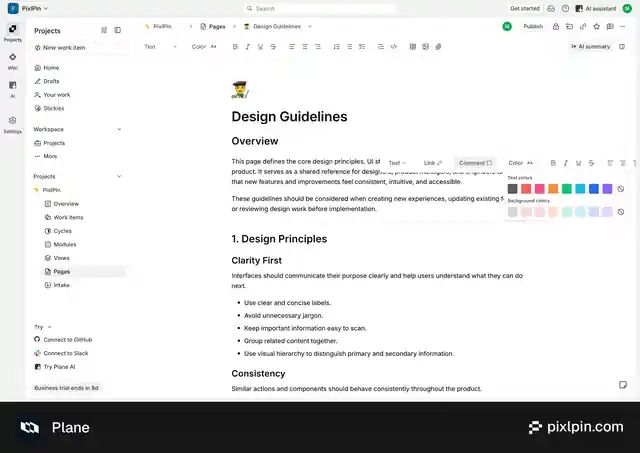 PixlPin
Search
Get started
AI assistant
Projects
Wiki
AI
Settings
Projects
New work item
Home
Drafts
Your work
Stickies
Workspace
Projects
More
Projects
PixlPin
Overview
Work items
Cycles
Modules
Views
Pages
Intake
Try
Connect to GitHub
Connect to Slack
Try Plane AI
Business trial ends in 8d
PixlPin > Pages > Design Guidelines
Publish
Text
Color
AI summary
Design Guidelines
Overview
This page defines the core design principles, UI st
product. It serves as a shared reference for
that new features and improvements feel consistent, intuitive, and accessible.
These guidelines should be considered when creating new experiences, updating existing
or reviewing design work before implementation.
Text
Link
Comment
Color
Text colors
Background colors
1. Design Principles
Clarity First
Interfaces should communicate their purpose clearly and help users understand what they can do
next.
• Use clear and concise labels.
• Avoid unnecessary jargon.
• Keep important information easy to scan.
• Group related content together.
• Use visual hierarchy to distinguish primary and secondary information.
Consistency
Similar actions and components should behave consistently throughout the product.
Plane
pixlpin.com